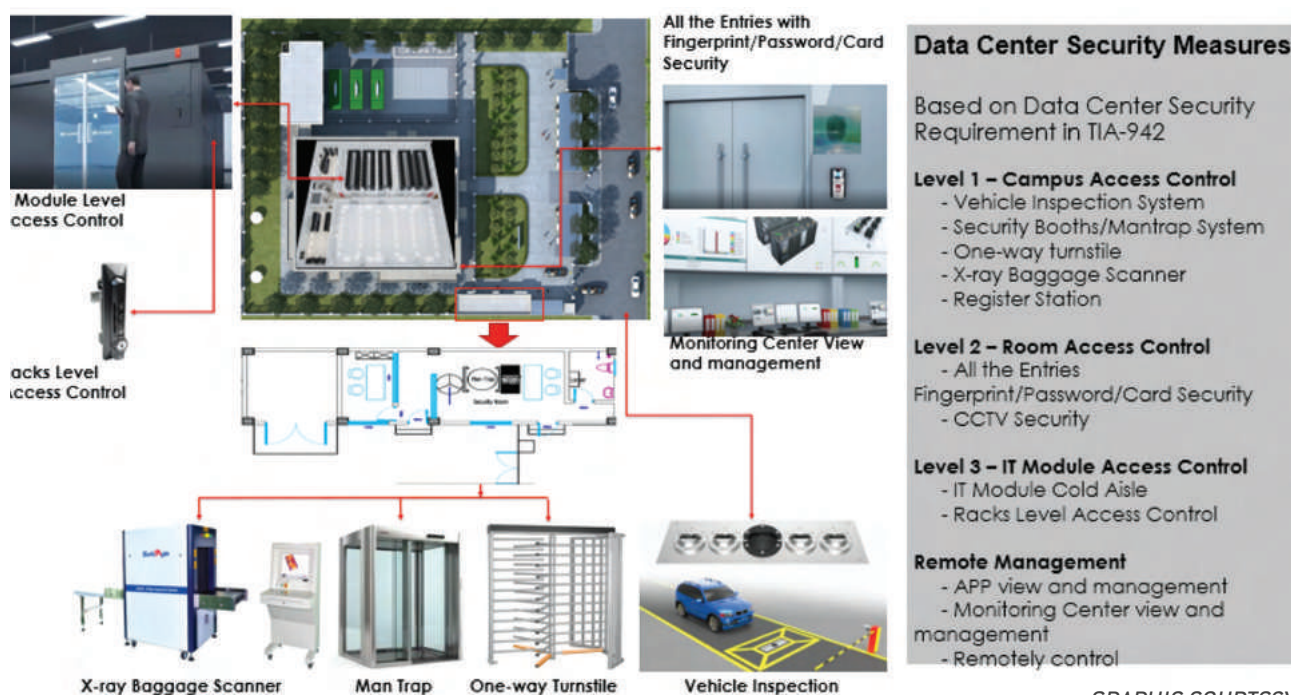 All the Entries with
Fingerprint/Password/Card
Security
Module Level
ccess Control
acks Level
ccess Control
Monitoring Center View
and management
Man-Trap
Security Room
X-ray Baggage Scanner
Man Trap
One-way Turnstile
Vehicle Inspection
Data Center Security Measures
Based on Data Center Security
Requirement in TIA-942
Level 1 – Campus Access Control
- Vehicle Inspection System
- Security Booths/Mantrap System
- One-way turnstile
- X-ray Baggage Scanner
- Register Station
Level 2 – Room Access Control
- All the Entries
Fingerprint/Password/Card Security
- CCTV Security
Level 3 – IT Module Access Control
- IT Module Cold Aisle
- Racks Level Access Control
Remote Management
- APP view and management
- Monitoring Center view and
management
- Remotely control
GRAPHIC COURTESY